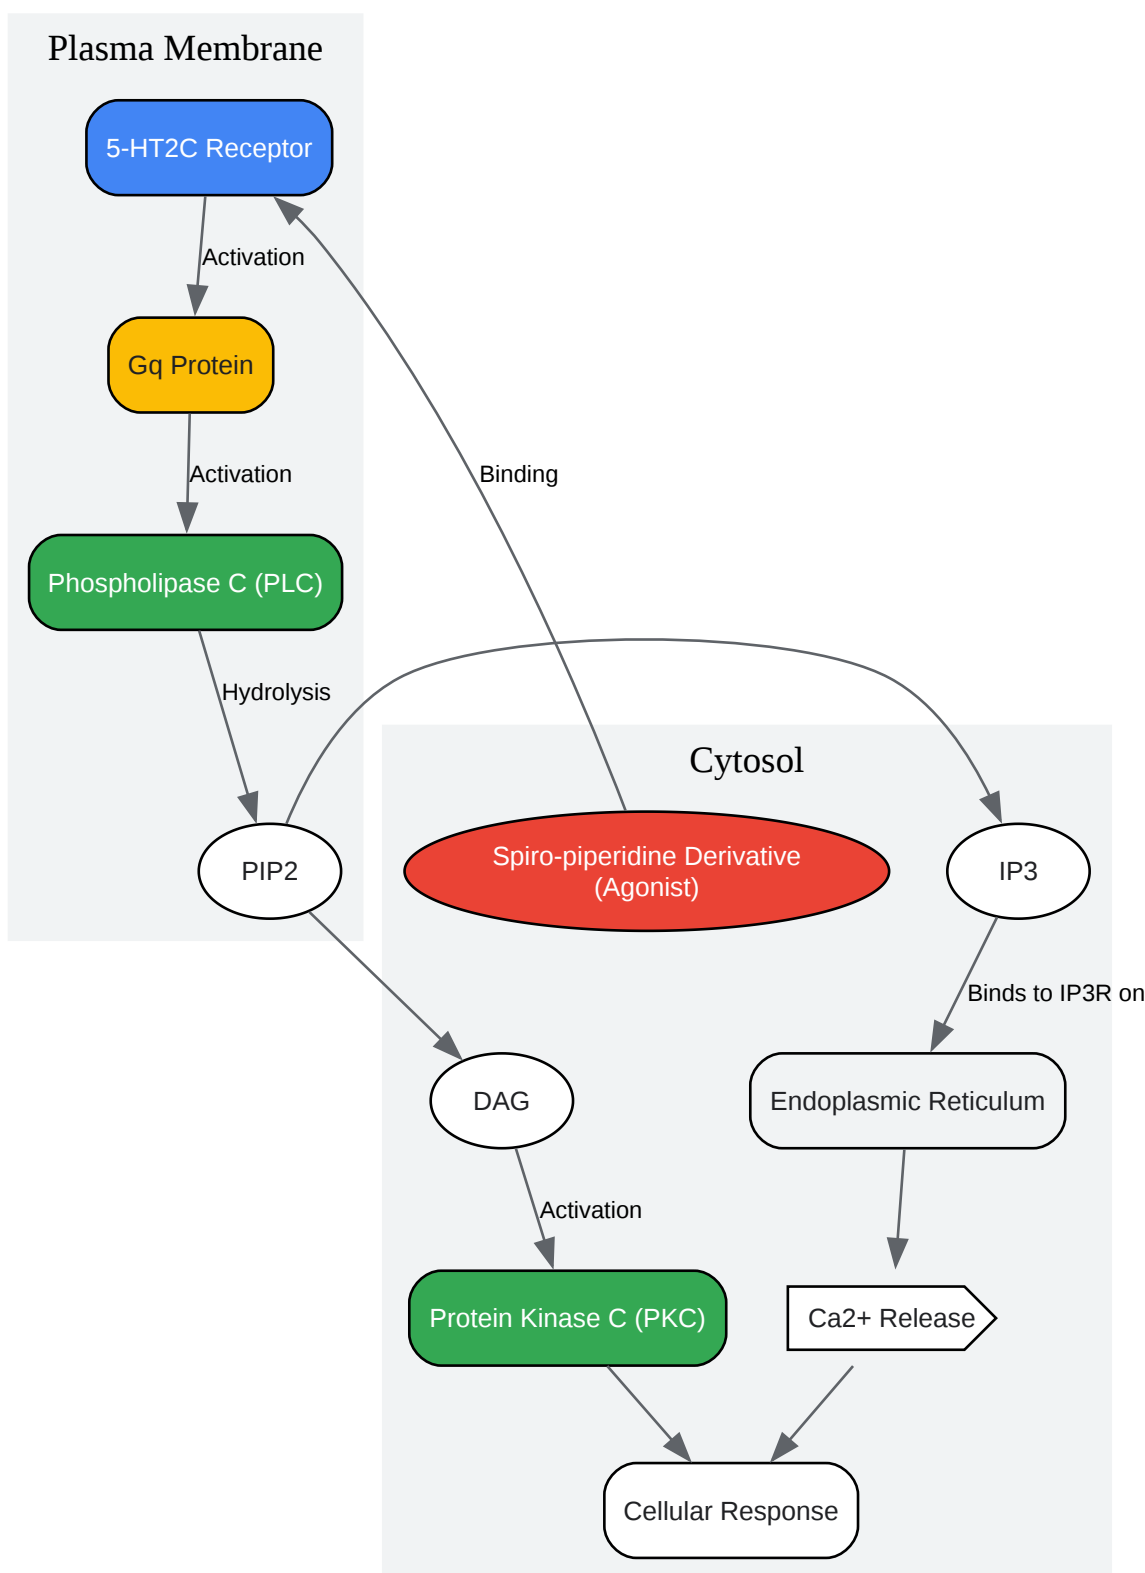 Plasma Membrane
5-HT2C Receptor
Activation
Gq Protein
Activation
Binding
Phospholipase C (PLC)
Hydrolysis
Cytosol
PIP2
Spiro-piperidine Derivative
(Agonist)
IP3
Binds to IP3R on
DAG
Endoplasmic Reticulum
Activation
Protein Kinase C (PKC)
Ca2+ Release
Cellular Response